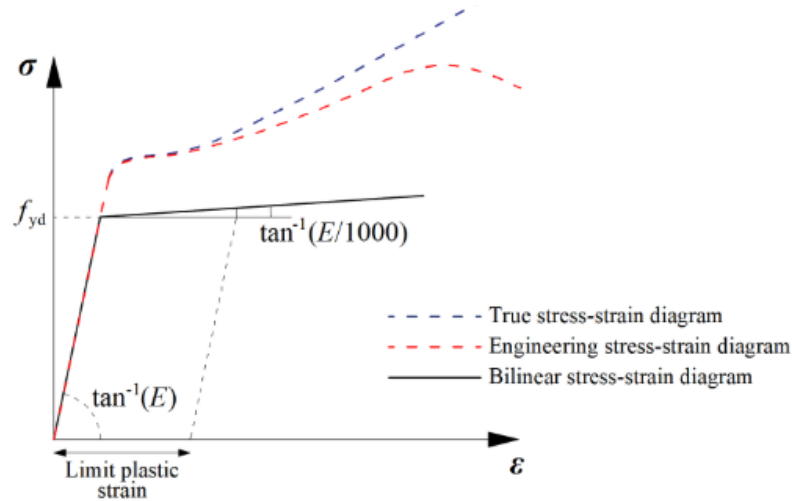 σ
f_yd
tan⁻¹(E/1000)
True stress-strain diagram
Engineering stress-strain diagram
Bilinear stress-strain diagram
tan⁻¹(E)
Limit plastic
strain
ε